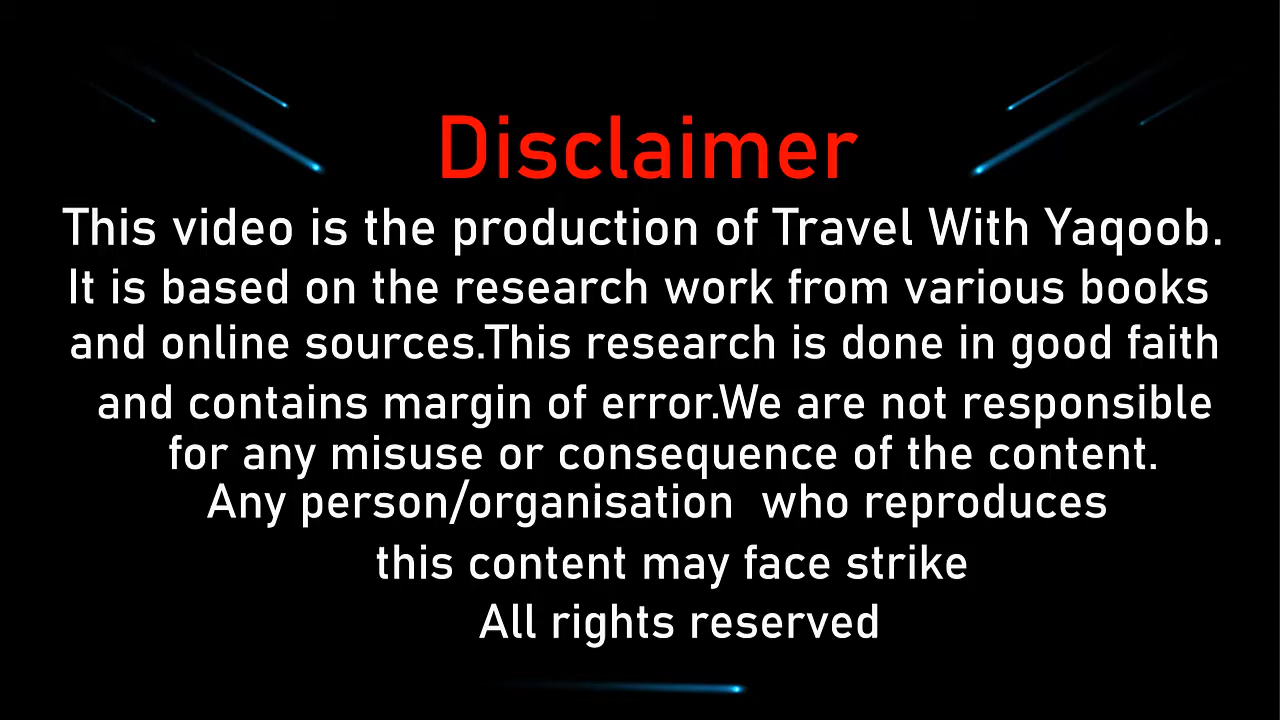 Disclaimer
This video is the production of Travel With Yaqoob.
It is based on the research work from various books
and online sources.This research is done in good faith
and contains margin of error.We are not responsible
for any misuse or consequence of the content.
Any person/organisation  who reproduces
this content may face strike
All rights reserved